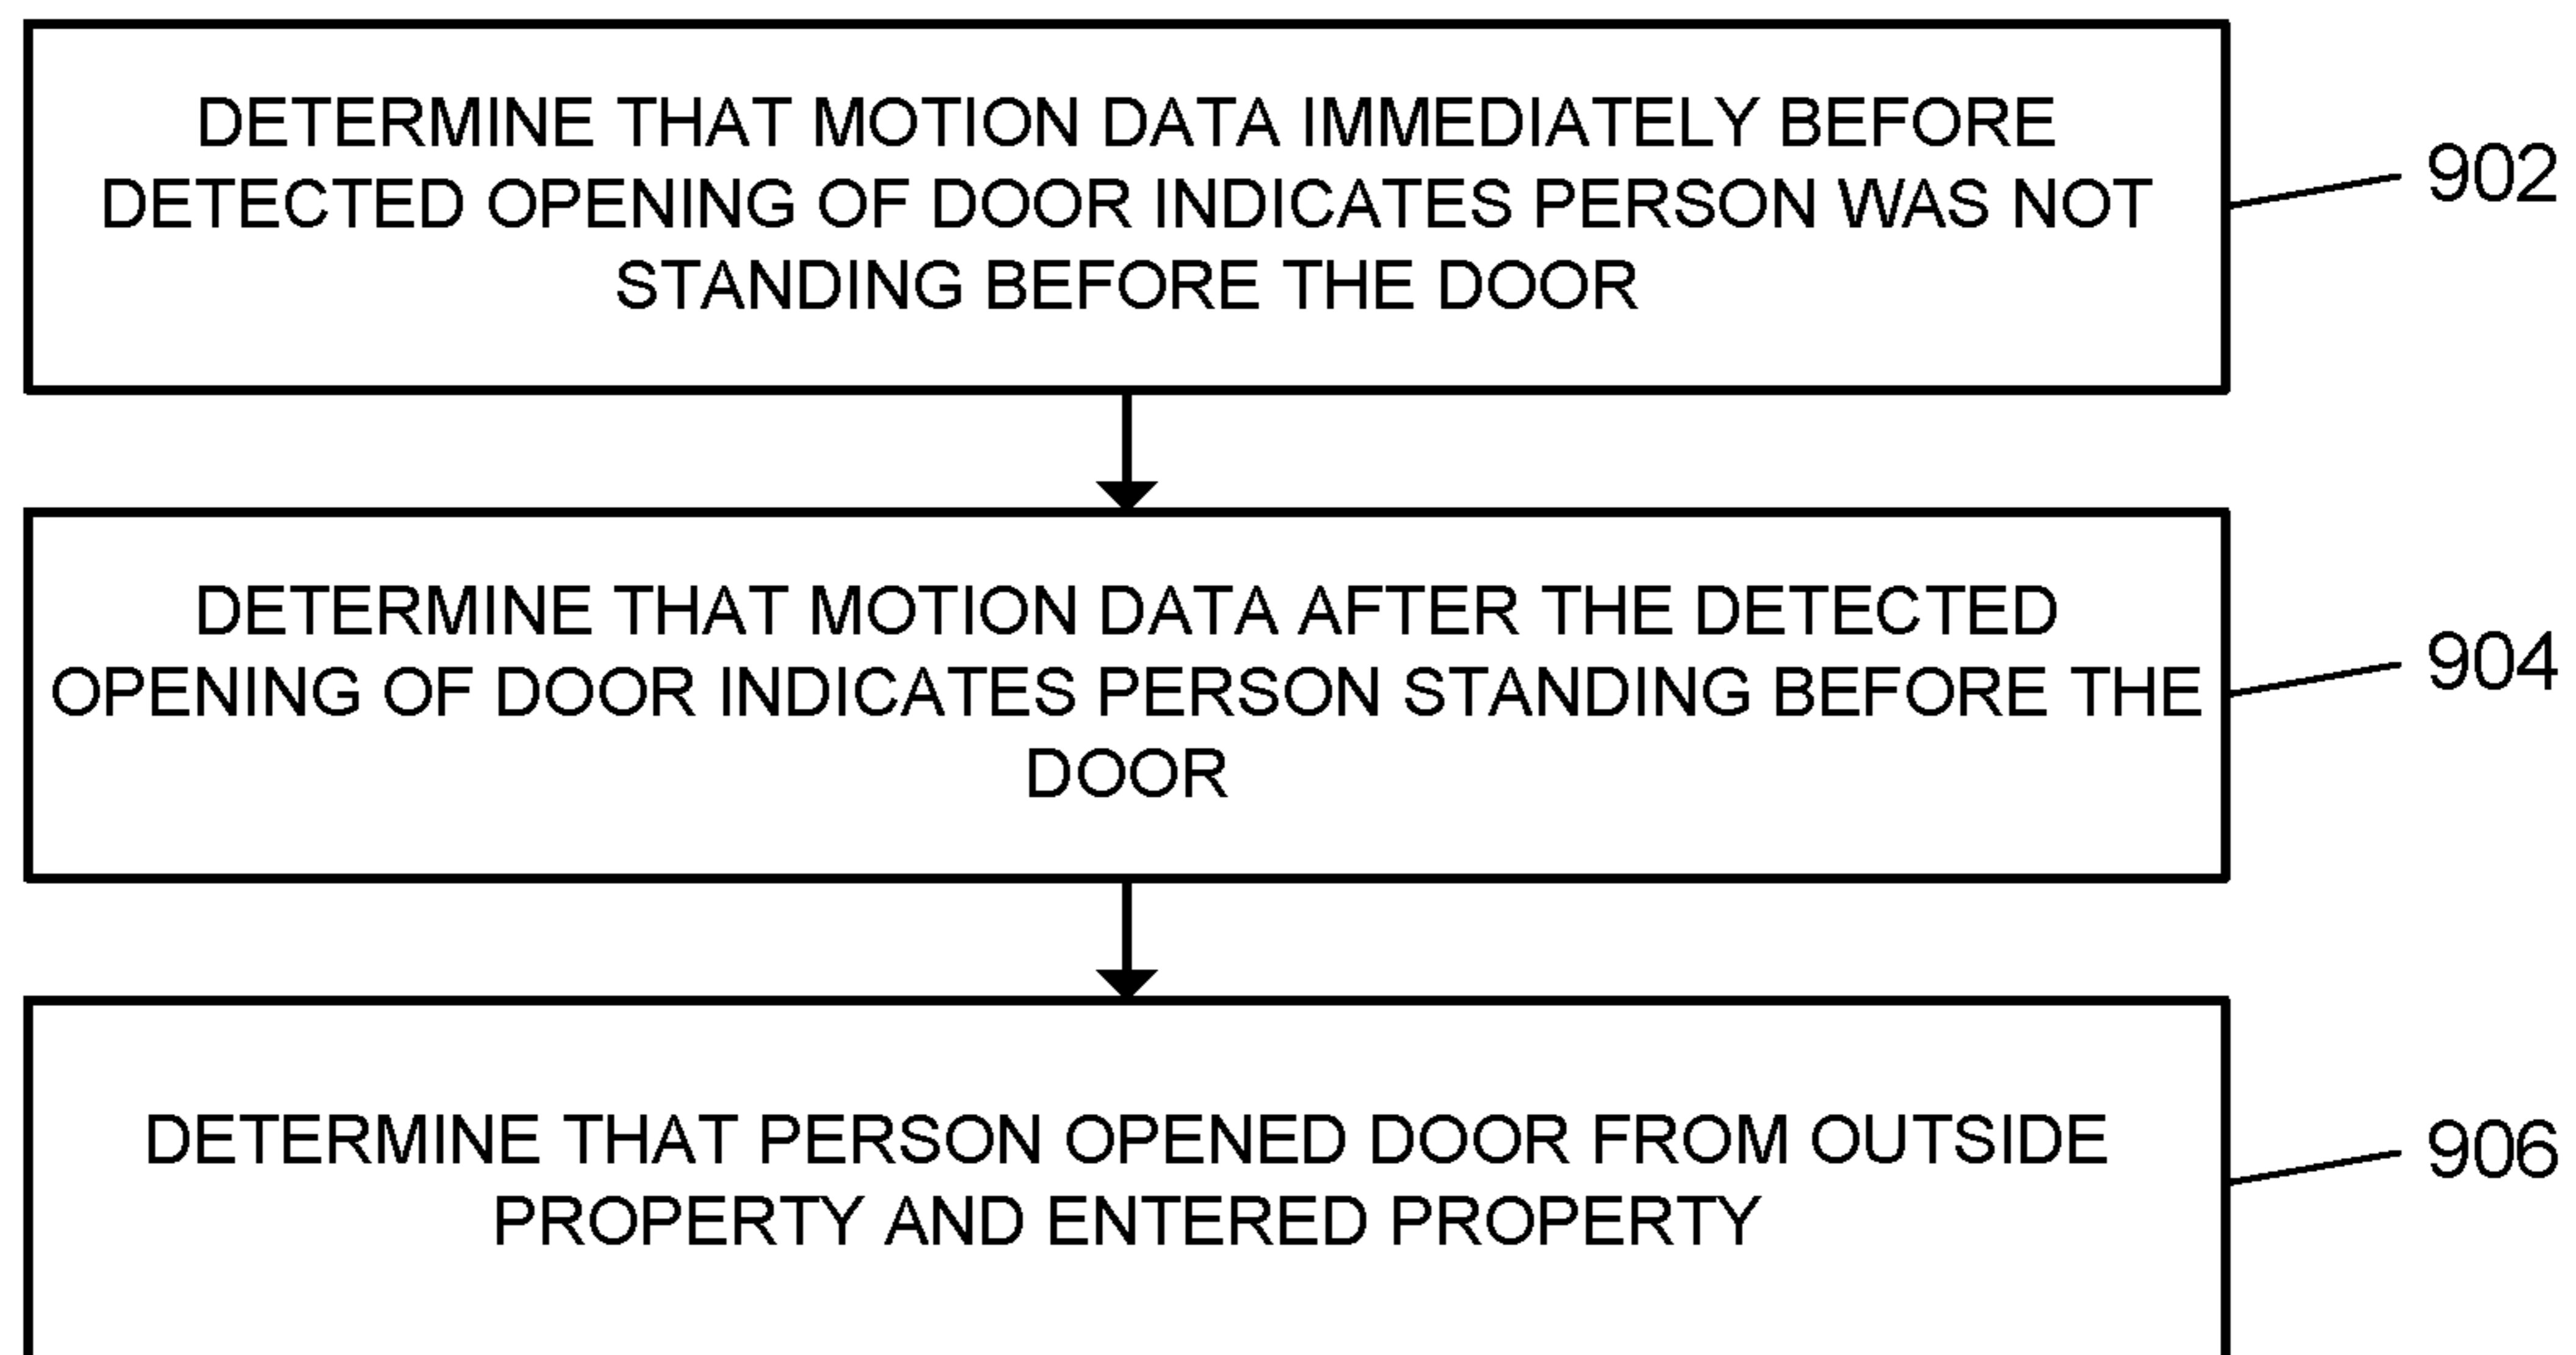 DETERMINE THAT MOTION DATA IMMEDIATELY BEFORE
DETECTED OPENING OF DOOR INDICATES PERSON WAS NOT
STANDING BEFORE THE DOOR
902
DETERMINE THAT MOTION DATA AFTER THE DETECTED
OPENING OF DOOR INDICATES PERSON STANDING BEFORE THE
DOOR
904
DETERMINE THAT PERSON OPENED DOOR FROM OUTSIDE
PROPERTY AND ENTERED PROPERTY
906